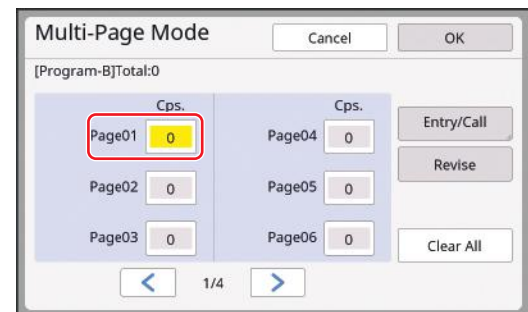 Multi-Page Mode Cancel OK
[Program-B]Total:0
Cps. Cps.
Page01 0 Page04 0 Entry/Call
Revise
Page02 0 Page05 0
Page03 0 Page06 0 Clear All
< 1/4 >